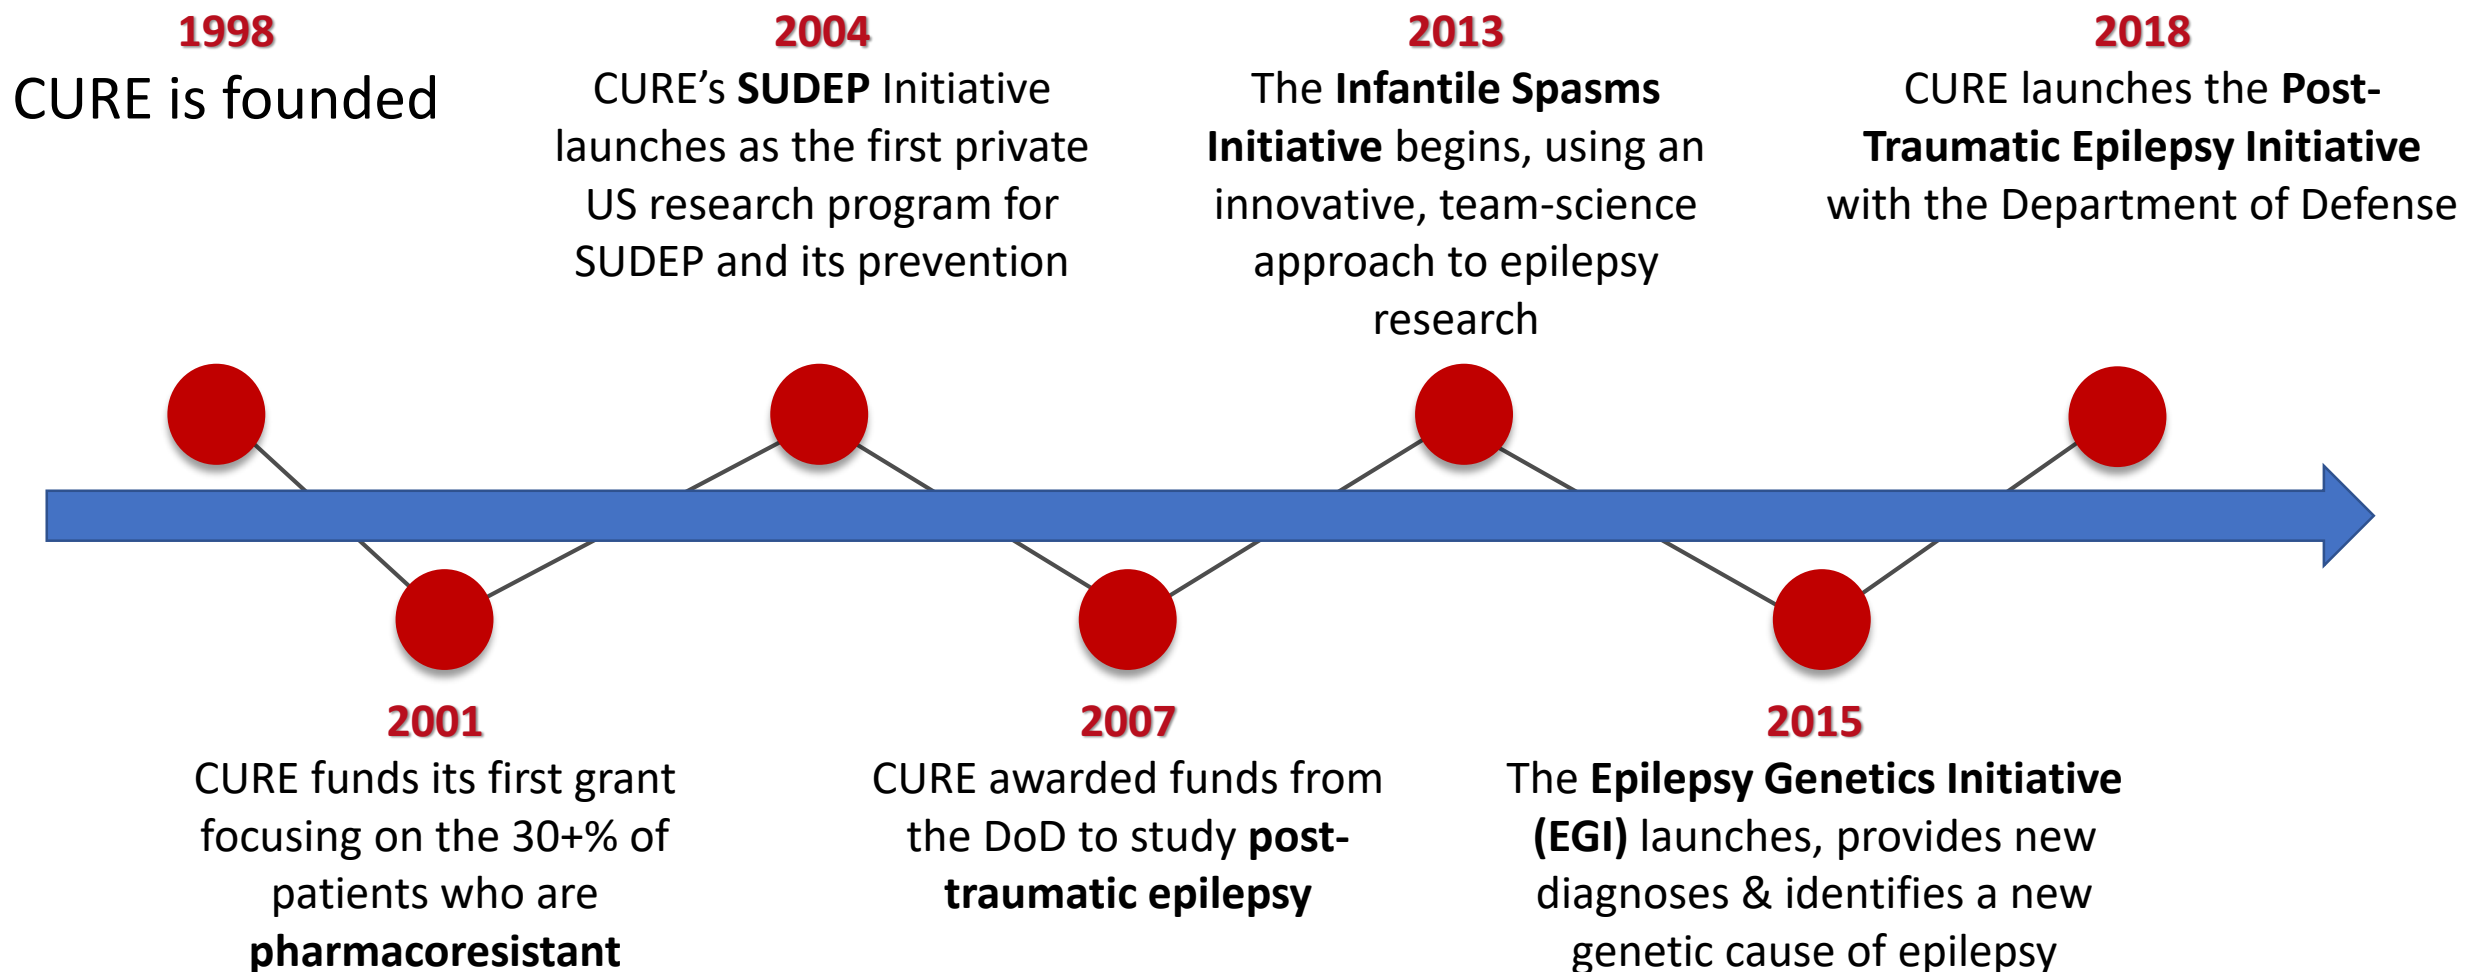 1998
CURE is founded
2004
CURE’s SUDEP Initiative
launches as the first private
US research program for
SUDEP and its prevention
2013
The Infantile Spasms
Initiative begins, using an
innovative, team-science
approach to epilepsy
research
2018
CURE launches the Post-
Traumatic Epilepsy Initiative
with the Department of Defense
2001
CURE funds its first grant
focusing on the 30+% of
patients who are
pharmacoresistant
2007
CURE awarded funds from
the DoD to study post-
traumatic epilepsy
2015
The Epilepsy Genetics Initiative
(EGI) launches, provides new
diagnoses & identifies a new
genetic cause of epilepsy